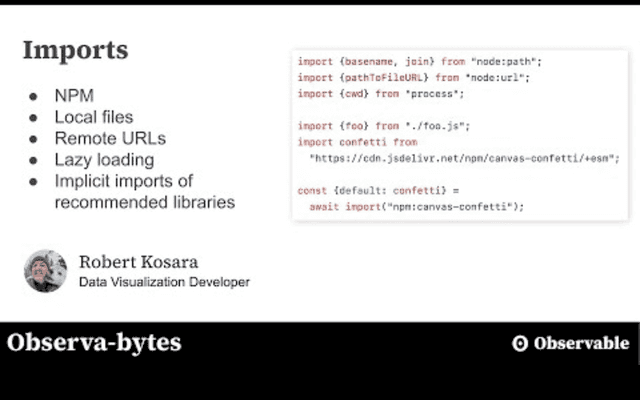 Imports
● NPM
● Local files
● Remote URLs
● Lazy loading
● Implicit imports of
recommended libraries
import {basename, join} from "node:path";
import {pathToFileURL} from "node:url";
import {cwd} from "process";
import {foo} from "./foo.js";
import confetti from
"https://cdn.jsdelivr.net/npm/canvas-confetti/+esm";
const {default: confetti} =
await import("npm:canvas-confetti");
Robert Kosara
Data Visualization Developer
Observa-bytes
Observable